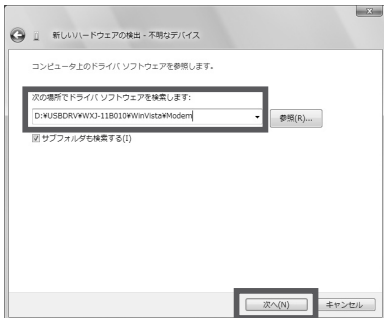 新しいハードウェアの検出 - 不明なデバイス
コンピュータ上のドライバ ソフトウェアを参照します。
次の場所でドライバ ソフトウェアを検索します:
D:¥USBDRV¥WXJ-11B010¥WinVista¥Modem
参照(R)...
サブフォルダも検索する(I)
次へ(N)
キャンセル